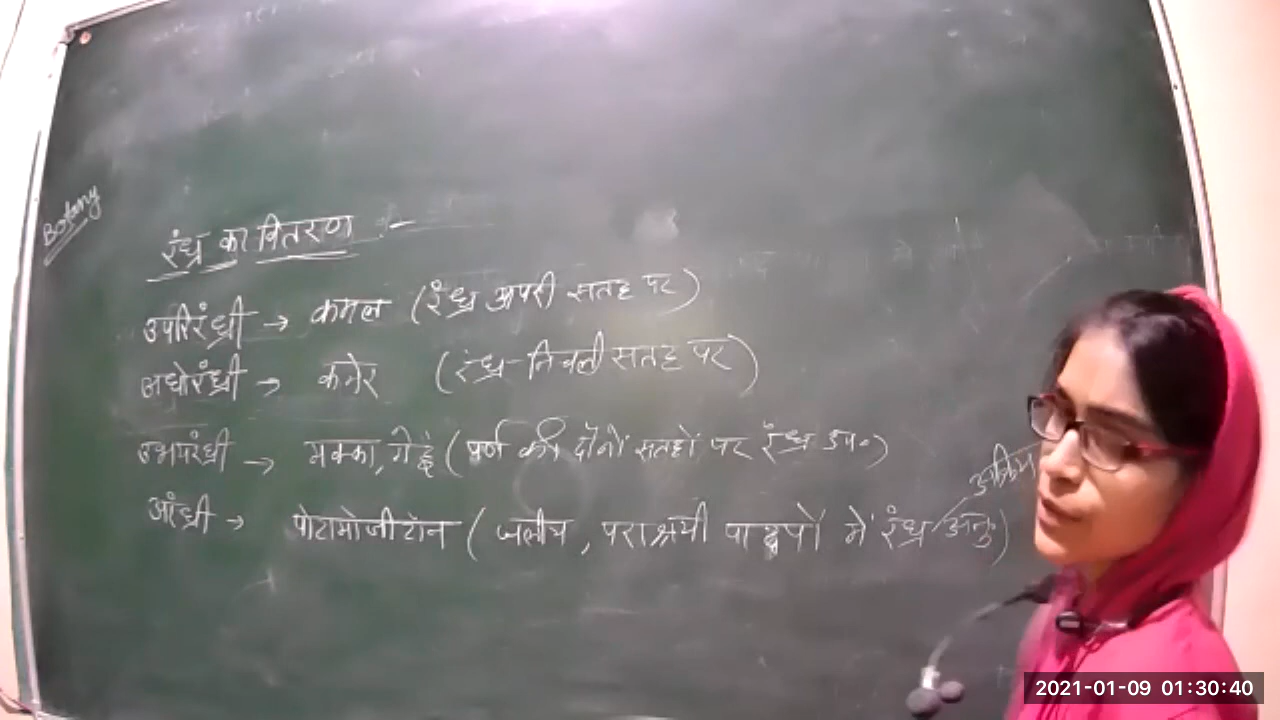 Botany
रंध्र का वितरण :-
उपरिरंध्री → कमल (रंध्र ऊपरी सतह पर)
अधोरंध्री → कनेर (रंध्र-निचली सतह पर)
उभयरंध्री → मक्का, गेहूं (पर्ण की दोनों सतहों पर रंध्र उप०)
अरंध्री → पोटामोजीटोन (जलीय, पराश्रयी पादपों में रंध्र अनु०)
अक्रिय
2021-01-09 01:30:40